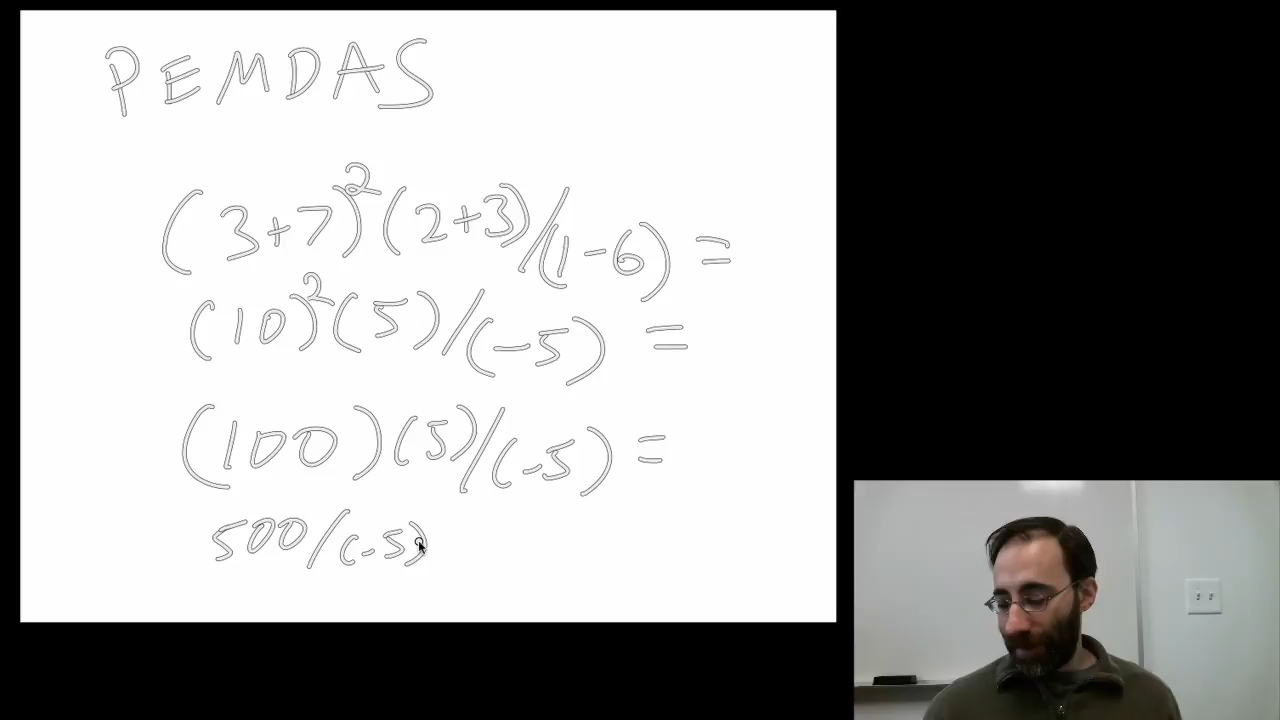 PEMDAS
(3+7)²(2+3)/(1-6) =
(10)²(5)/(-5) =
(100)(5)/(-5) =
500/(-5)